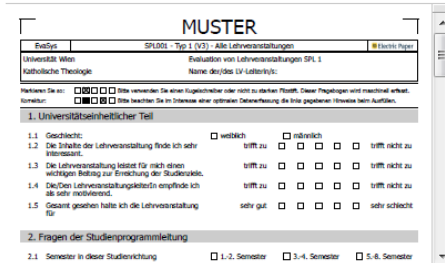 MUSTER
EvaSys
SPL001 - Typ 1 (V3) - Alle Lehrveranstaltungen
Electric Paper
Universität Wien
Evaluation von Lehrveranstaltungen SPL 1
Katholische Theologie
Name der/des LV-Leiterin/s:
Markieren Sie so: Bitte verwenden Sie einen Kugelschreiber oder nicht zu starken Filzstift. Dieser Fragebogen wird maschinell erfasst.
Korrektur: Bitte beachten Sie im Interesse einer optimalen Datenerfassung die links gegebenen Hinweise beim Ausfüllen.
1. Universitätseinheitlicher Teil
1.1 Geschlecht: weiblich männlich
1.2 Die Inhalte der Lehrveranstaltung finde ich sehr trifft zu trifft nicht zu
interessant.
1.3 Die Lehrveranstaltung leistet für mich einen trifft zu trifft nicht zu
wichtigen Beitrag zur Erreichung der Studienziele.
1.4 Die/Den LehrveranstaltungsleiterIn empfinde ich trifft zu trifft nicht zu
als sehr motivierend.
1.5 Gesamt gesehen halte ich die Lehrveranstaltung sehr gut sehr schlecht
für
2. Fragen der Studienprogrammleitung
2.1 Semester in dieser Studienrichtung 1.-2. Semester 3.-4. Semester 5.-8. Semester